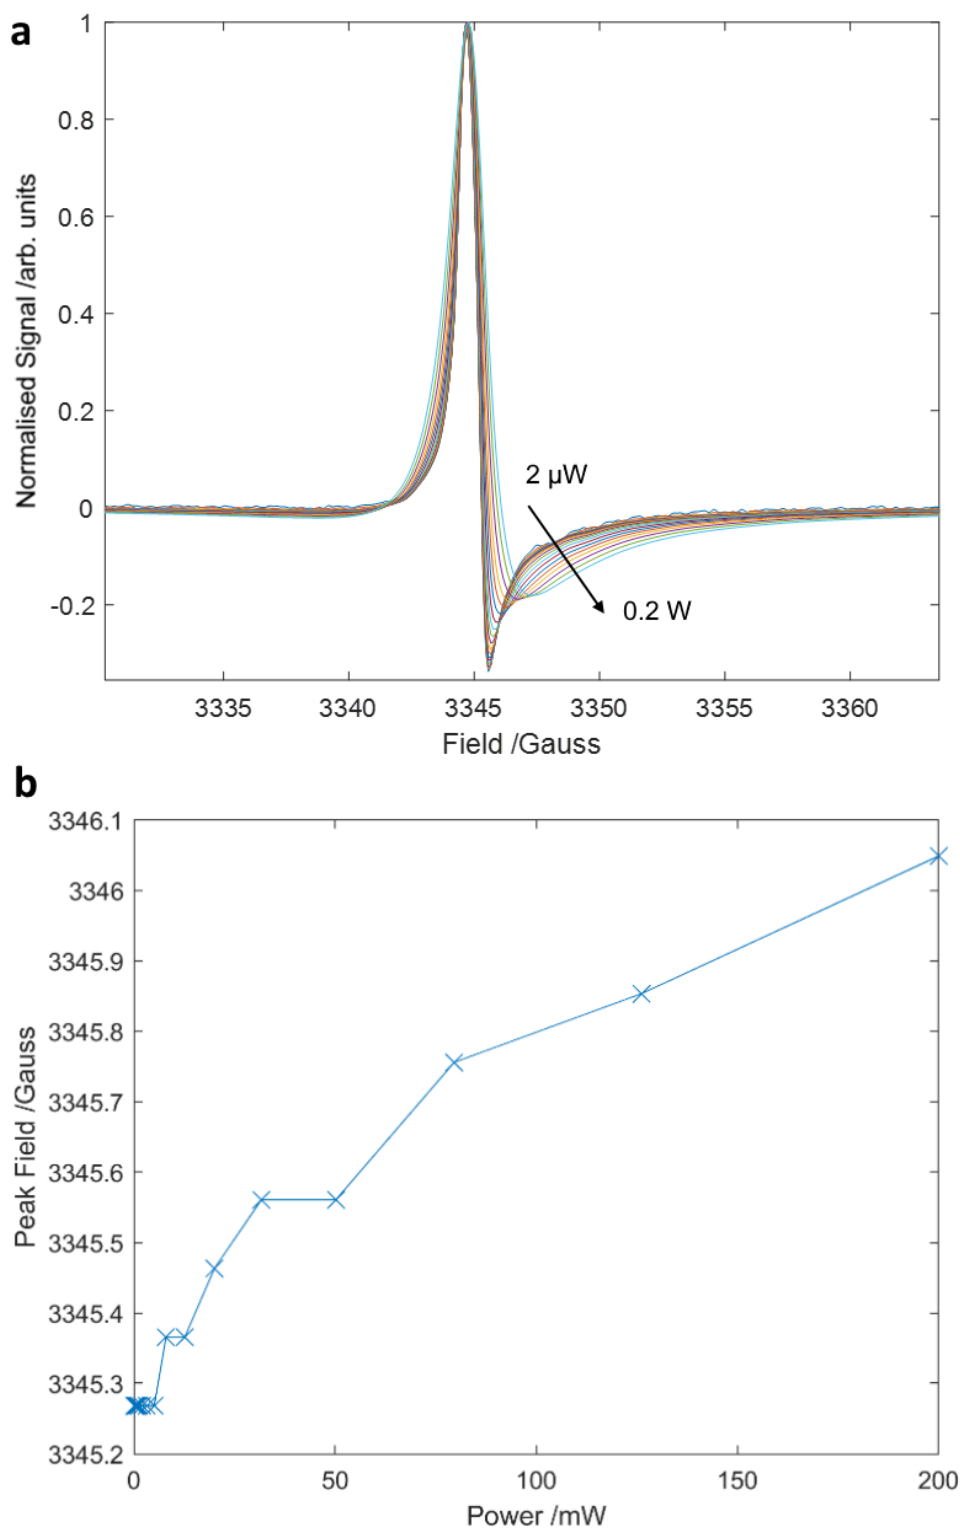 a
1
0.8
0.6
0.4
0.2
0
-0.2
Normalised Signal /arb. units
2 μW
0.2 W
3335 3340 3345 3350 3355 3360
Field /Gauss
b
3346.1
3346
3345.9
3345.8
3345.7
3345.6
3345.5
3345.4
3345.3
3345.2
Peak Field /Gauss
0 50 100 150 200
Power /mW